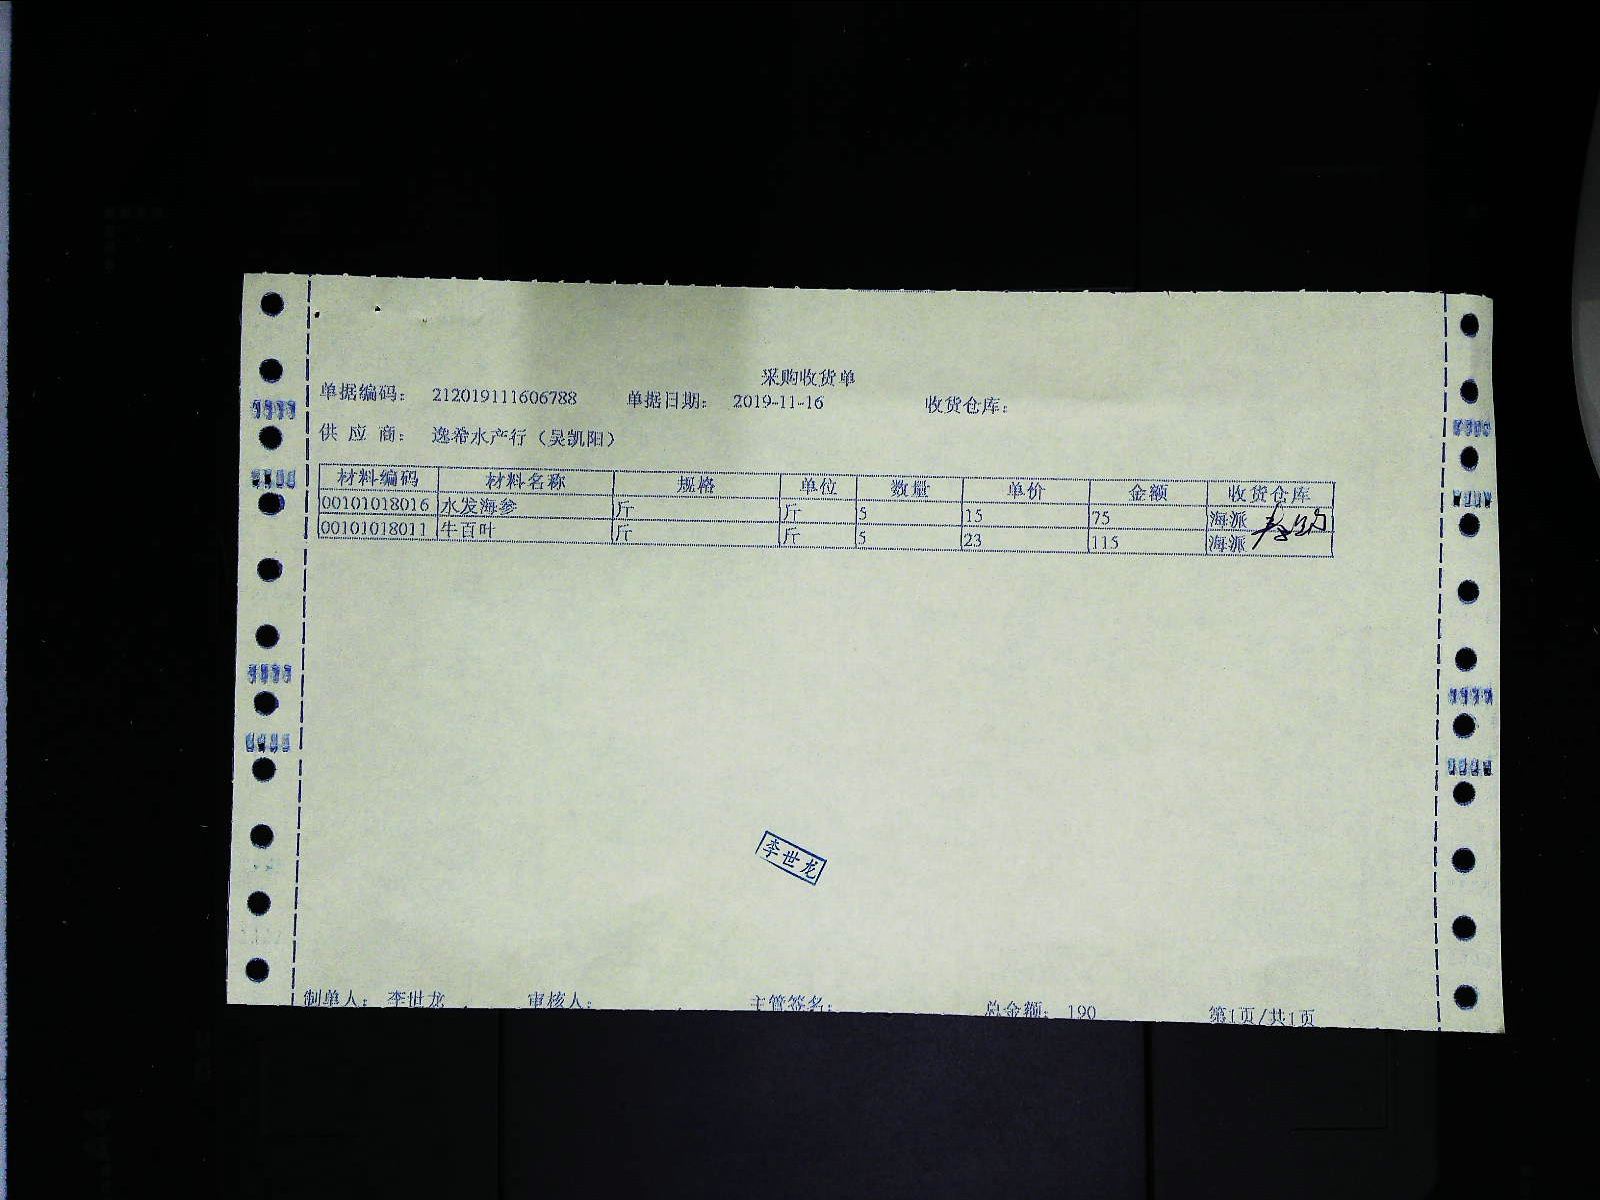 采购收货单
单据编码： 212019111606788 单据日期： 2019-11-16 收货仓库：
供 应 商： 逸希水产行（吴凯阳）
材料编码 材料名称 规格 单位 数量 单价 金额 收货仓库
00101018016 水发海参 斤 斤 5 15 75 海派
00101018011 牛百叶 斤 斤 5 23 115 海派
李世龙
制单人： 李世龙 审核人： 主管签名： 总金额： 190 第1页/共1页